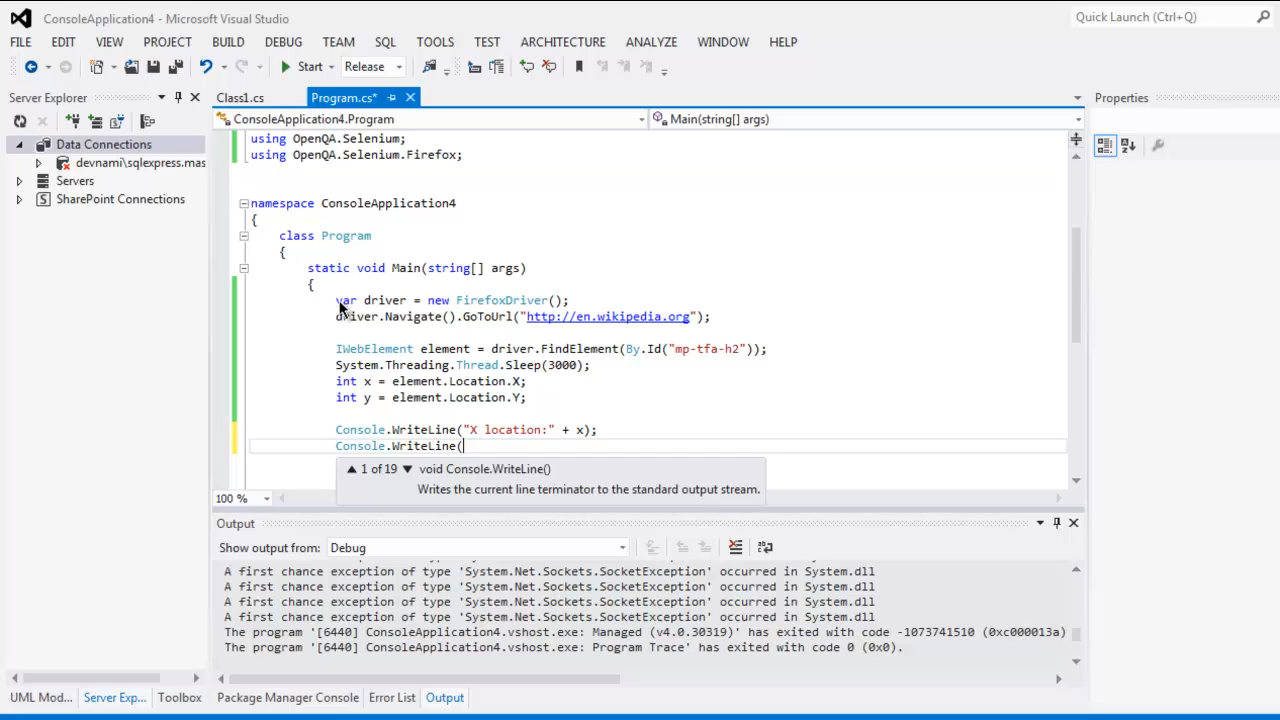 ConsoleApplication4 - Microsoft Visual Studio
Quick Launch (Ctrl+Q)
FILE EDIT VIEW PROJECT BUILD DEBUG TEAM SQL TOOLS TEST ARCHITECTURE ANALYZE WINDOW HELP
Start Release
Server Explorer
Class1.cs Program.cs*
Properties
ConsoleApplication4.Program Main(string[] args)
Data Connections
devnami\sqlexpress.mas
Servers
SharePoint Connections
using OpenQA.Selenium;
using OpenQA.Selenium.Firefox;
namespace ConsoleApplication4
{
class Program
{
static void Main(string[] args)
{
var driver = new FirefoxDriver();
driver.Navigate().GoToUrl("http://en.wikipedia.org");
IWebElement element = driver.FindElement(By.Id("mp-tfa-h2"));
System.Threading.Thread.Sleep(3000);
int x = element.Location.X;
int y = element.Location.Y;
Console.WriteLine("X location:" + x);
Console.WriteLine(
1 of 19 void Console.WriteLine()
Writes the current line terminator to the standard output stream.
100 %
Output
Show output from: Debug
A first chance exception of type 'System.Net.Sockets.SocketException' occurred in System.dll
A first chance exception of type 'System.Net.Sockets.SocketException' occurred in System.dll
A first chance exception of type 'System.Net.Sockets.SocketException' occurred in System.dll
A first chance exception of type 'System.Net.Sockets.SocketException' occurred in System.dll
The program '[6440] ConsoleApplication4.vshost.exe: Managed (v4.0.30319)' has exited with code -1073741510 (0xc000013a)
The program '[6440] ConsoleApplication4.vshost.exe: Program Trace' has exited with code 0 (0x0).
UML Mod... Server Exp... Toolbox
Package Manager Console Error List Output